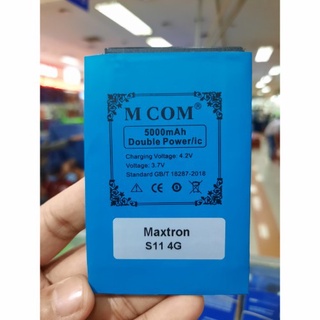 M COM®
5000mAh
Double Power/ic
Charging Voltage: 4.2V
Voltage: 3.7V
Standard GB/T 18287-2018
Maxtron
S11 4G